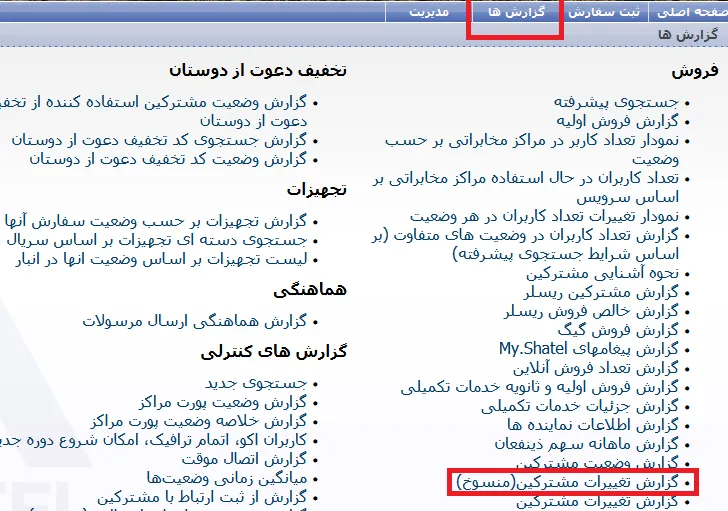 صفحه اصلی ثبت سفارش گزارش ها مدیریت
گزارش ها
فروش
جستجوی پیشرفته
گزارش فروش اولیه
نمودار تعداد کاربر در مراکز مخابراتی بر حسب
وضعیت
تعداد کاربران در حال استفاده مراکز مخابراتی بر
اساس سرویس
نمودار تغییرات تعداد کاربران در هر وضعیت
گزارش تعداد کاربران در وضعیت های متفاوت (بر
اساس شرایط جستجوی پیشرفته)
نحوه آشنایی مشترکین
گزارش مشترکین ریسلر
گزارش خالص فروش ریسلر
گزارش فروش گیگ
گزارش پیغامهای My.Shatel
گزارش تعداد فروش آنلاین
گزارش فروش اولیه و ثانویه خدمات تکمیلی
گزارش جزئیات خدمات تکمیلی
گزارش اطلاعات نماینده ها
گزارش ماهانه سهم ذینفعان
گزارش وضعیت مشترکین
گزارش تغییرات مشترکین(منسوخ)
گزارش تغییرات مشترکین
تخفیف دعوت از دوستان
گزارش وضعیت مشترکین استفاده کننده از
دعوت از دوستان
گزارش جستجوی کد تخفیف دعوت از دوستان
گزارش وضعیت کد تخفیف دعوت از دوستان
تجهیزات
گزارش تجهیزات بر حسب وضعیت سفارش آنها
جستجوی دسته ای تجهیزات بر اساس سریال
لیست تجهیزات بر اساس وضعیت انها در انبار
هماهنگی
گزارش هماهنگی ارسال مرسولات
گزارش های کنترلی
جستجوی جدید
گزارش وضعیت پورت مراکز
گزارش خلاصه وضعیت پورت مراکز
کاربران اکو، اتمام ترافیک، امکان شروع دوره
گزارش اتصال موقت
میانگین زمانی وضعیت‌ها
گزارش از ثبت ارتباط با مشترکین